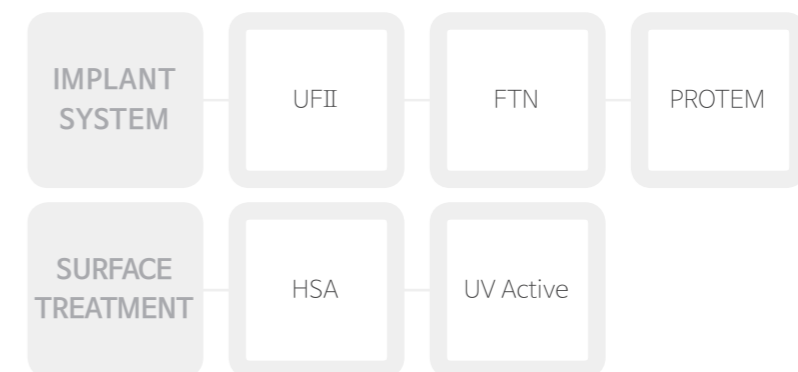 IMPLANT
SYSTEM
UFII
FTN
PROTEM
SURFACE
TREATMENT
HSA
UV Active